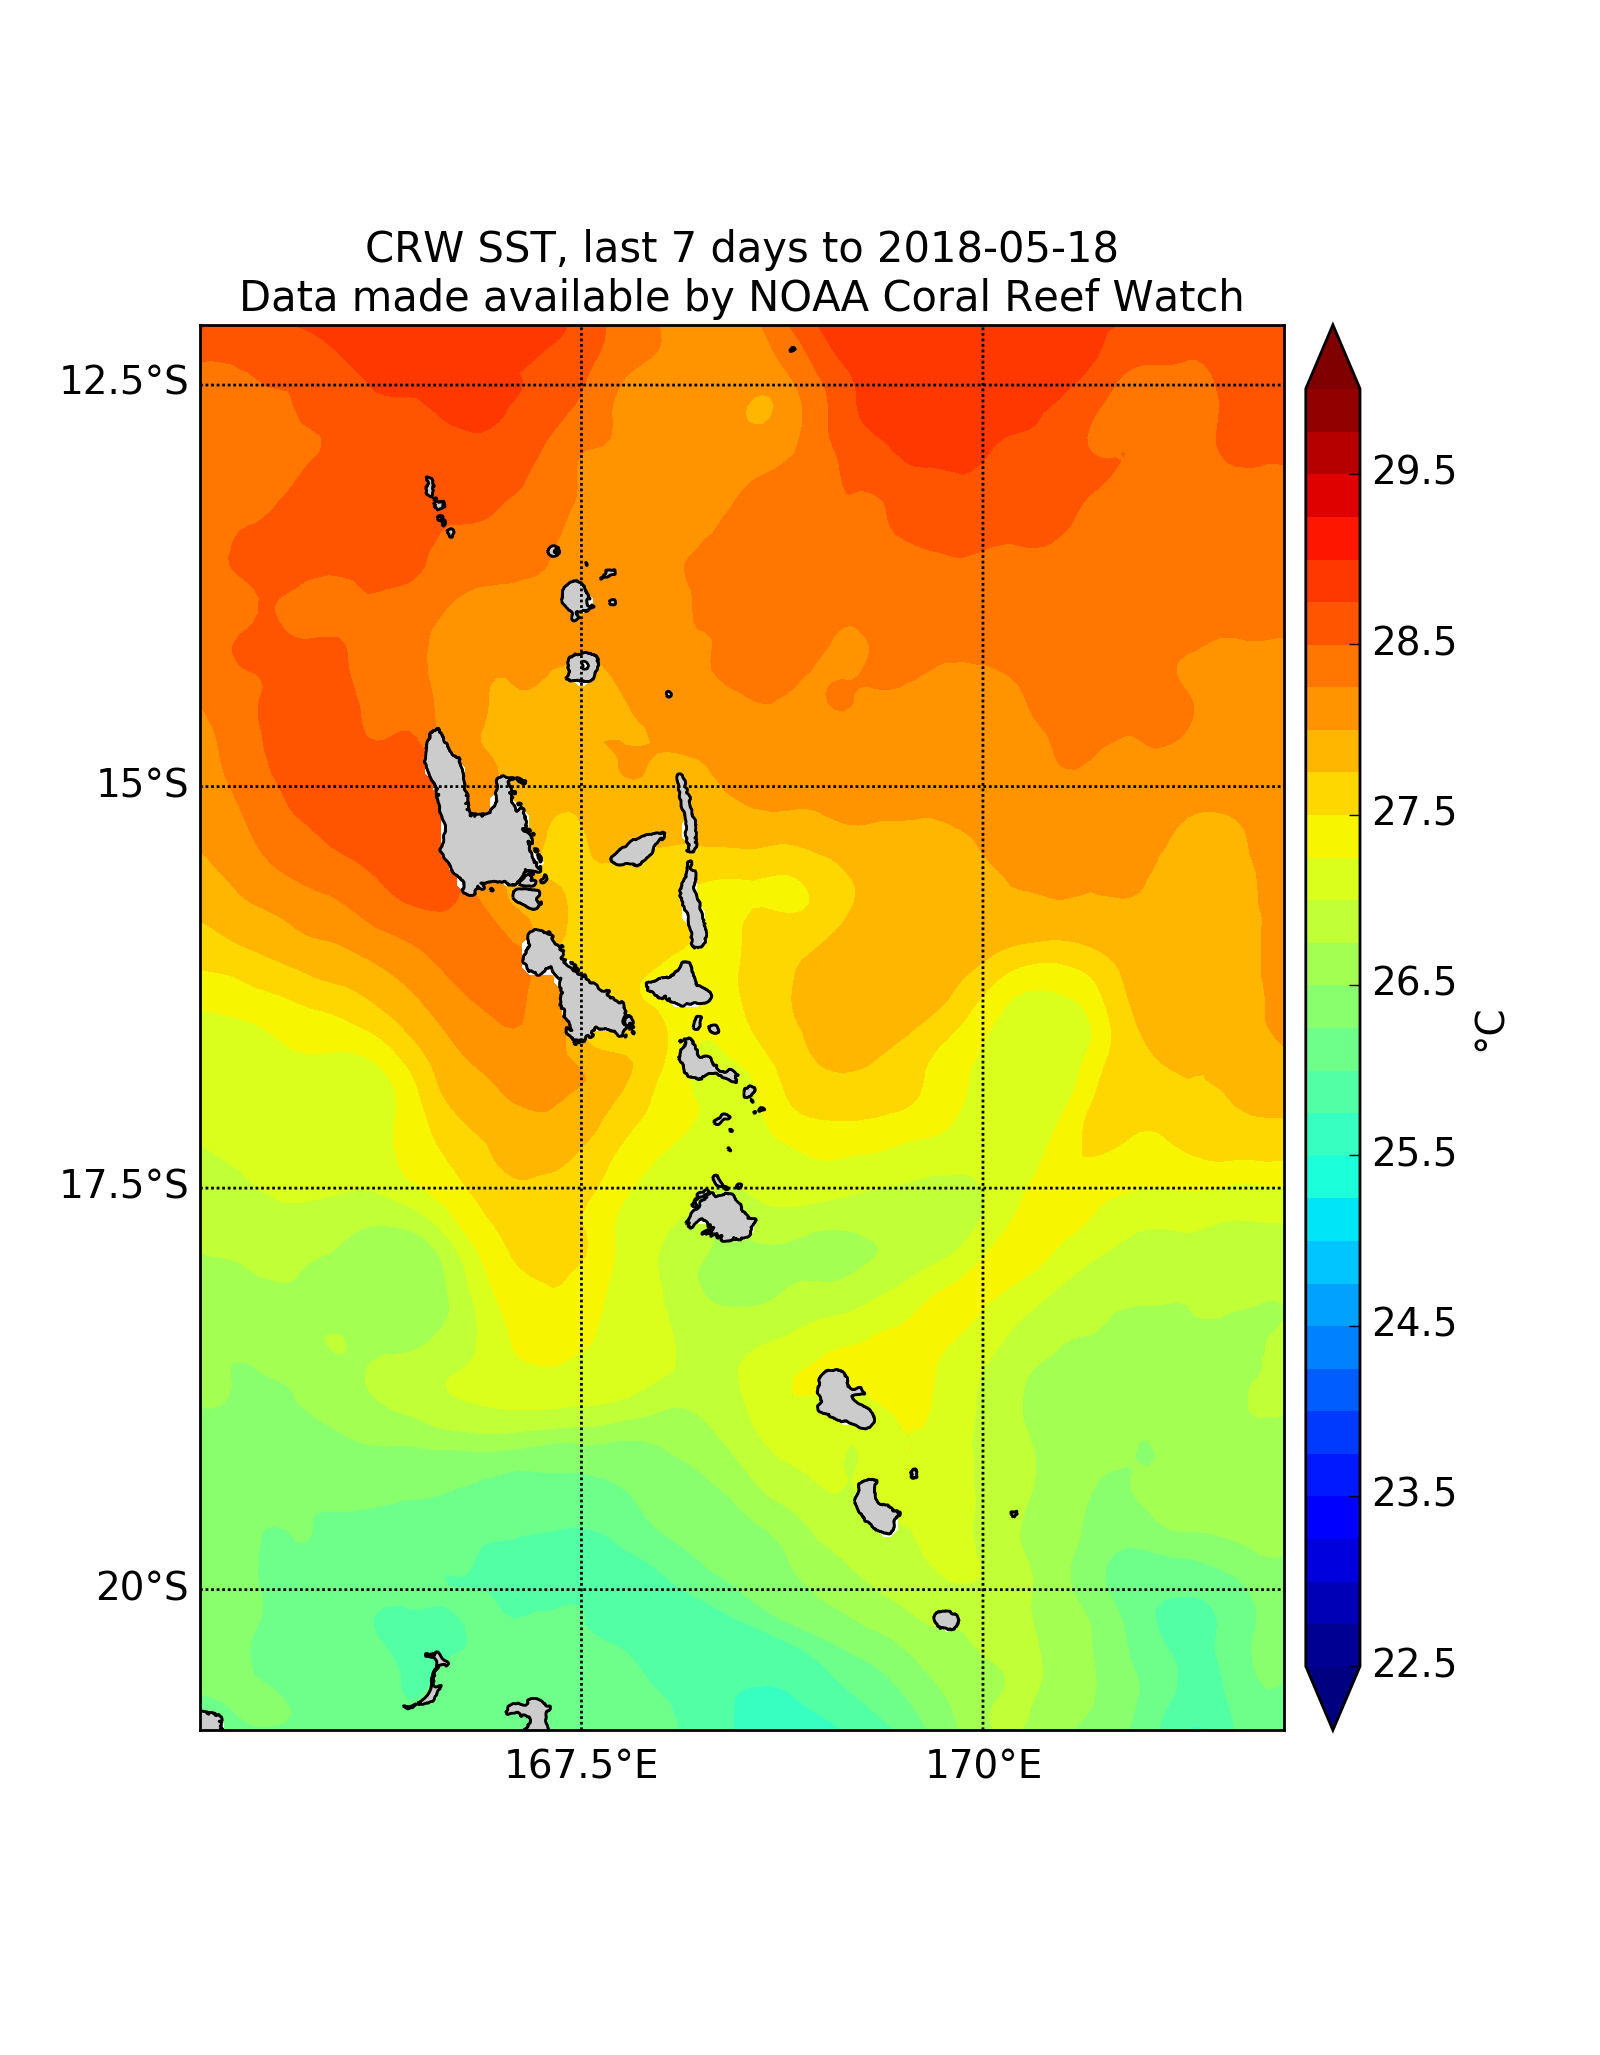 CRW SST, last 7 days to 2018-05-18
Data made available by NOAA Coral Reef Watch
12.5°S
15°S
17.5°S
20°S
167.5°E
170°E
29.5
28.5
27.5
26.5
25.5
24.5
23.5
22.5
°C